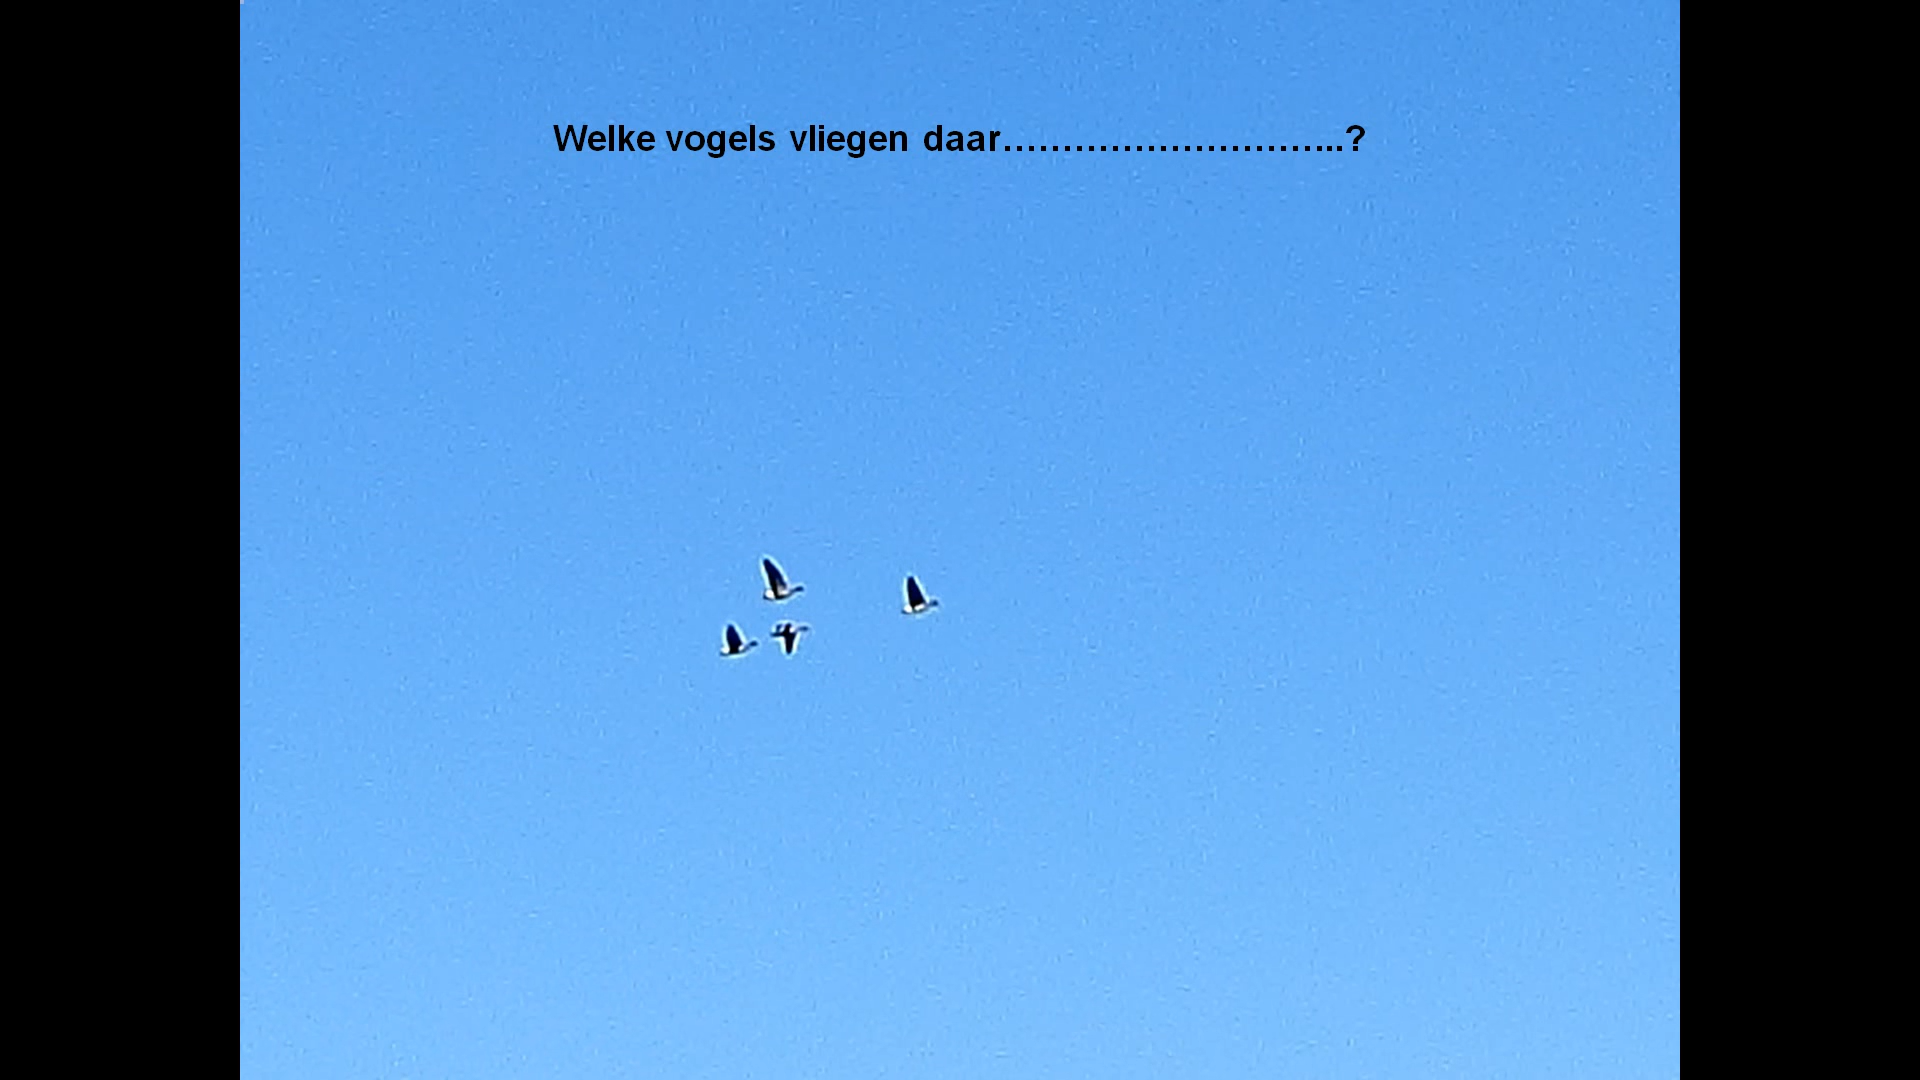 Welke vogels vliegen daar………………………..?